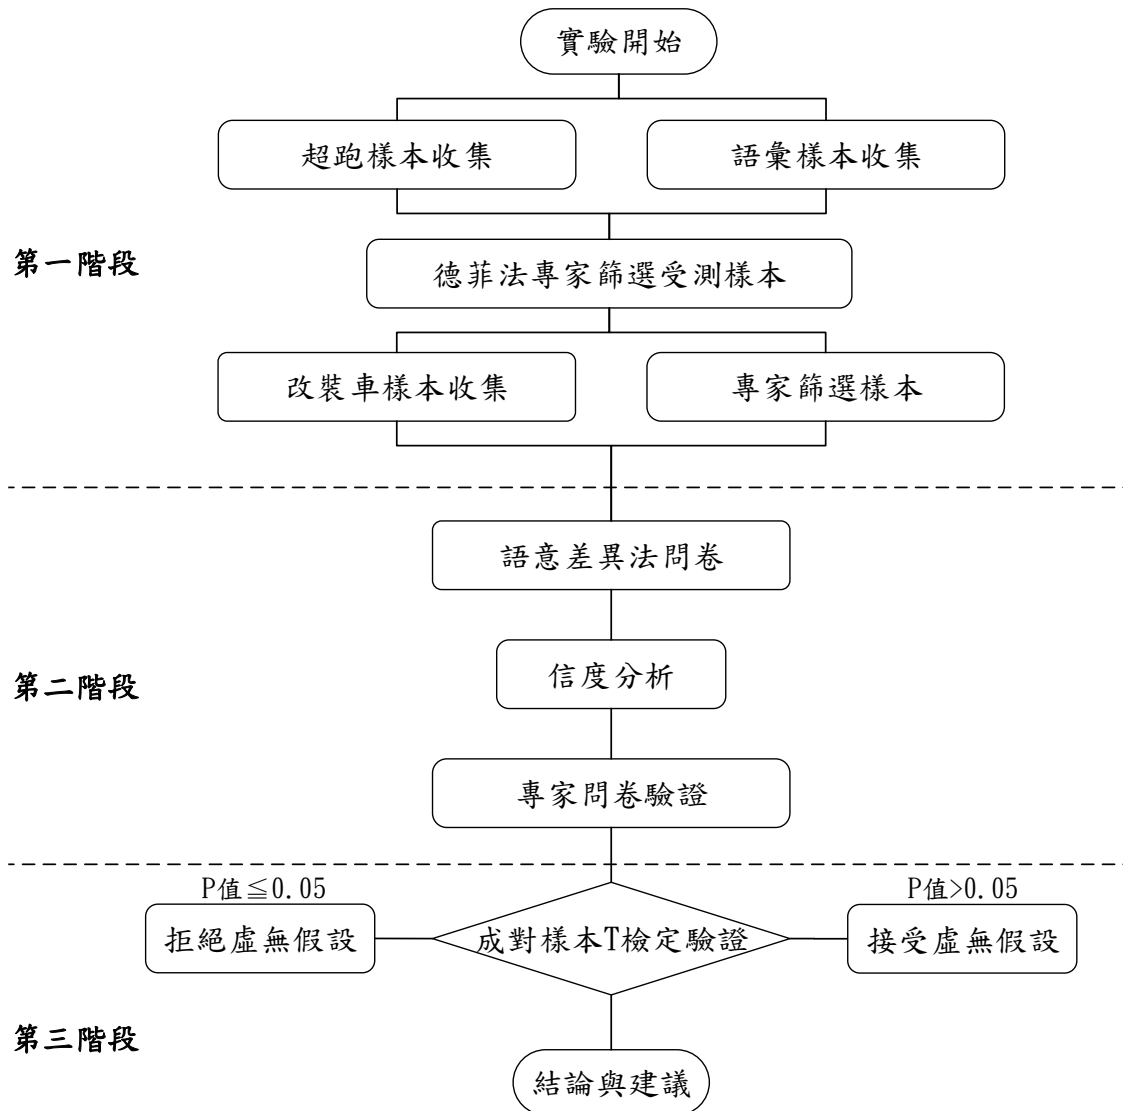 實驗開始
超跑樣本收集
語彙樣本收集
第一階段
德菲法專家篩選受測樣本
改裝車樣本收集
專家篩選樣本
語意差異法問卷
信度分析
第二階段
專家問卷驗證
P值≦0.05
P值>0.05
拒絕虛無假設
成對樣本T檢定驗證
接受虛無假設
第三階段
結論與建議